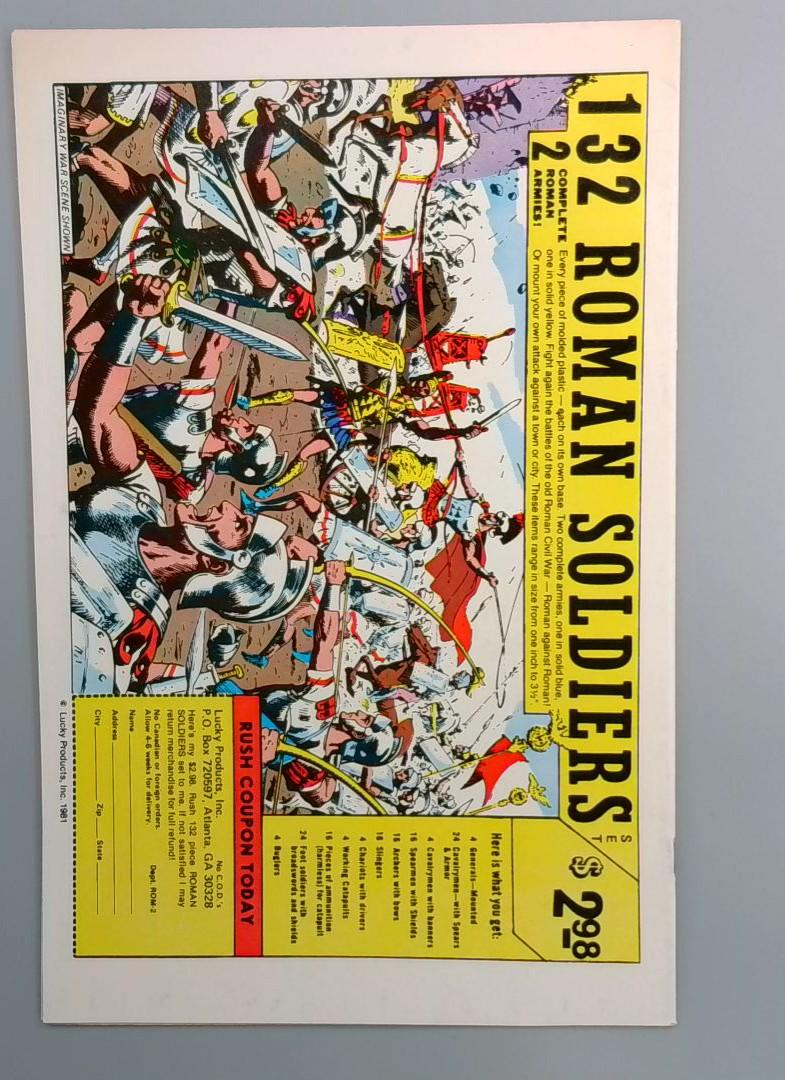 132 ROMAN SOLDIERS
SET
$2.98
2 COMPLETE
ROMAN
ARMIES!
Every piece of molded plastic — each on its own base. Two complete armies, one in solid blue,
one in solid yellow. Fight again the battles of the old Roman Civil War — Roman against Roman!
Or mount your own attack against a town or city. These items range in size from one inch to 3½".
Here is what you get:
4 Generals—Mounted
24 Cavalrymen—with Spears
& Armor
4 Cavalrymen with banners
16 Spearmen with Shields
18 Archers with bows
Slingers
4 Chariots with drivers
4 Working Catapults
16 Pieces of ammunition
(harmless) for catapult
24 Foot soldiers with
broadswords and shields
4 Buglers
RUSH COUPON TODAY
Lucky Products, Inc. No C.O.D.'s
P.O. Box 720597, Atlanta, GA 30328
Here's my $2.98. Rush 132 piece ROMAN
SOLDIERS set to me. If not satisfied I may
return merchandise for full refund!
No Canadian or foreign orders.
Allow 4-6 weeks for delivery. Dept. ROM-2
Name
Address
City Zip State
IMAGINARY WAR SCENE SHOWN
© Lucky Products, Inc. 1981